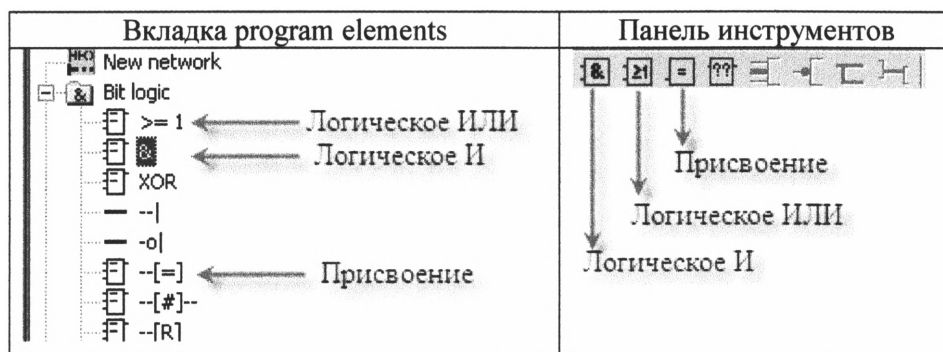 Вкладка program elements
Панель инструментов
New network
Bit logic
>= 1
Логическое ИЛИ
&
Логическое И
XOR
--|
-o|
--[=]
Присвоение
--[#]--
--[R]
& ≥1 = ??
Присвоение
Логическое ИЛИ
Логическое И